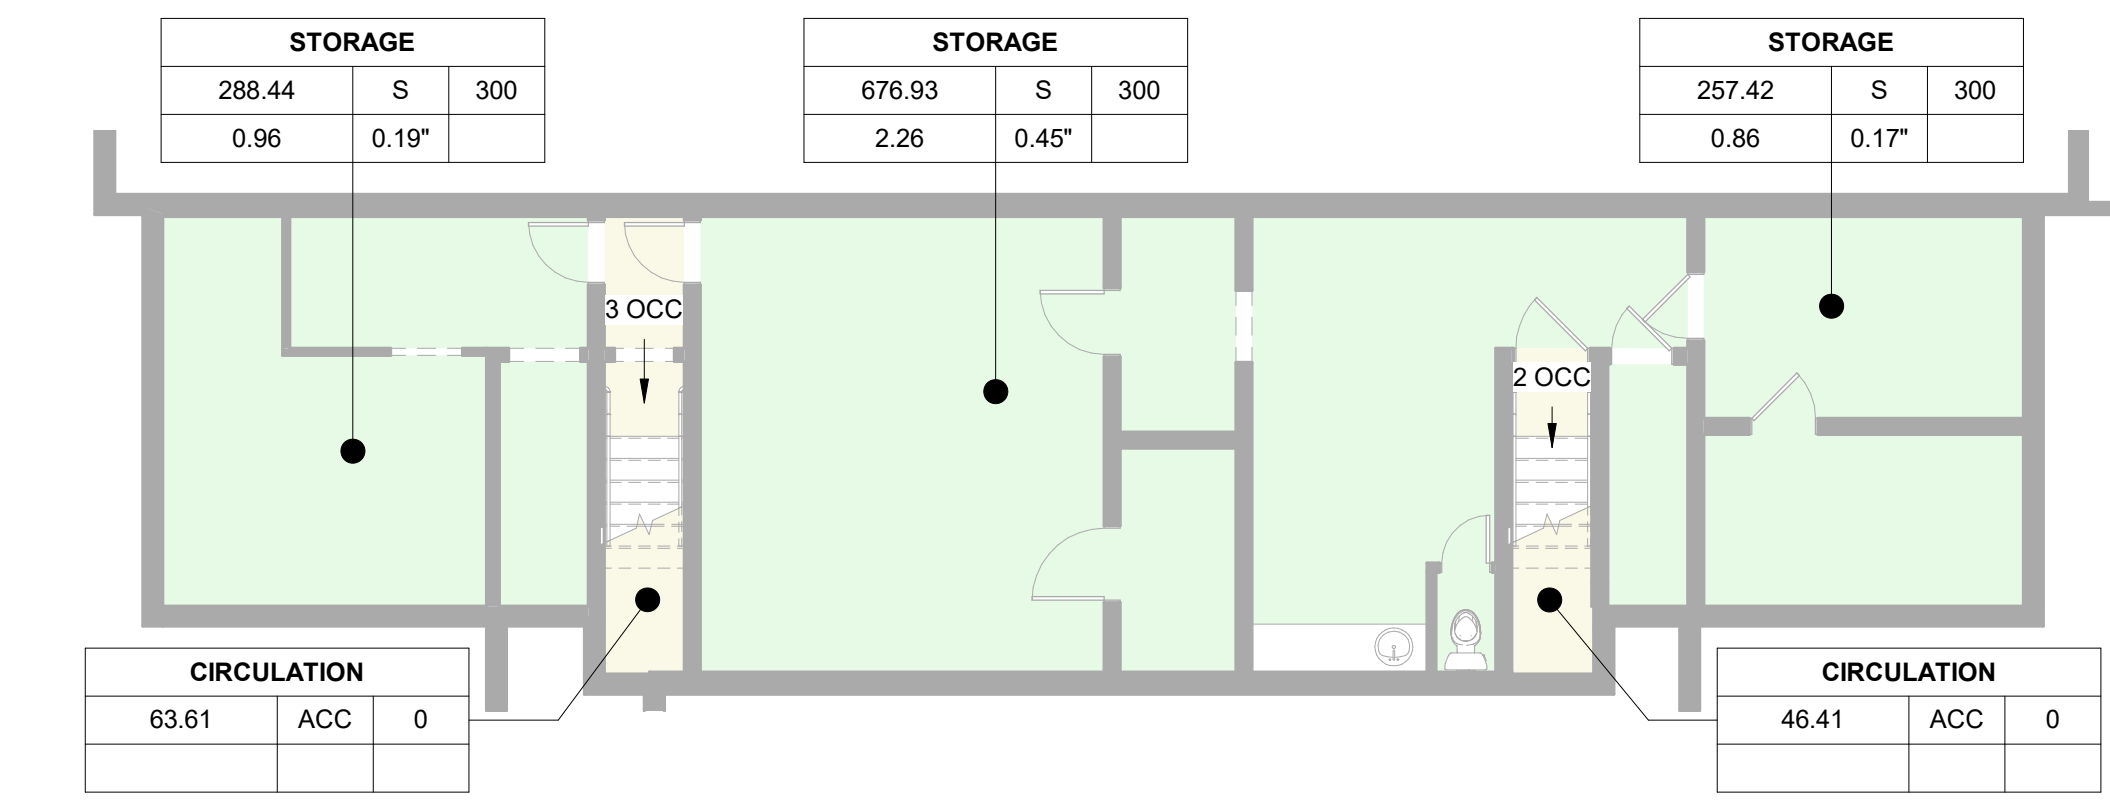 STORAGE
288.44 S 300
0.96 0.19"
STORAGE
676.93 S 300
2.26 0.45"
STORAGE
257.42 S 300
0.86 0.17"
3 OCC
2 OCC
CIRCULATION
63.61 ACC 0
CIRCULATION
46.41 ACC 0